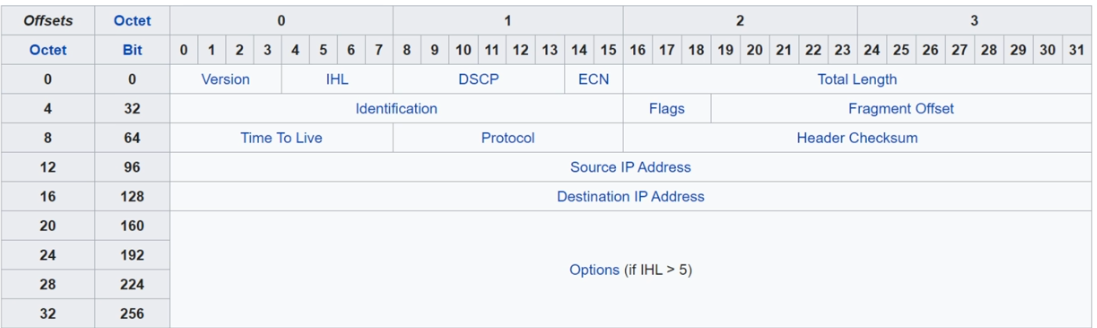 Offsets Octet 0 1 2 3
Octet Bit 0 1 2 3 4 5 6 7 8 9 10 11 12 13 14 15 16 17 18 19 20 21 22 23 24 25 26 27 28 29 30 31
0 0 Version IHL DSCP ECN Total Length
4 32 Identification Flags Fragment Offset
8 64 Time To Live Protocol Header Checksum
12 96 Source IP Address
16 128 Destination IP Address
20 160
24 192
Options (if IHL > 5)
28 224
32 256